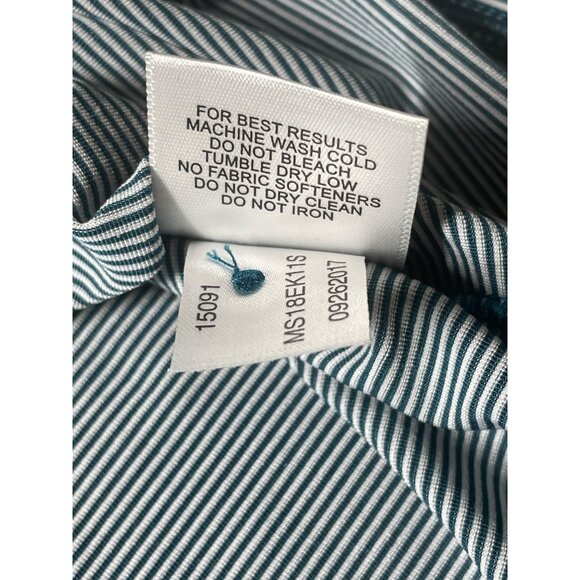 FOR BEST RESULTS
MACHINE WASH COLD
DO NOT BLEACH
TUMBLE DRY LOW
NO FABRIC SOFTENERS
DO NOT DRY CLEAN
DO NOT IRON
15091
MS18EK11S
09262017